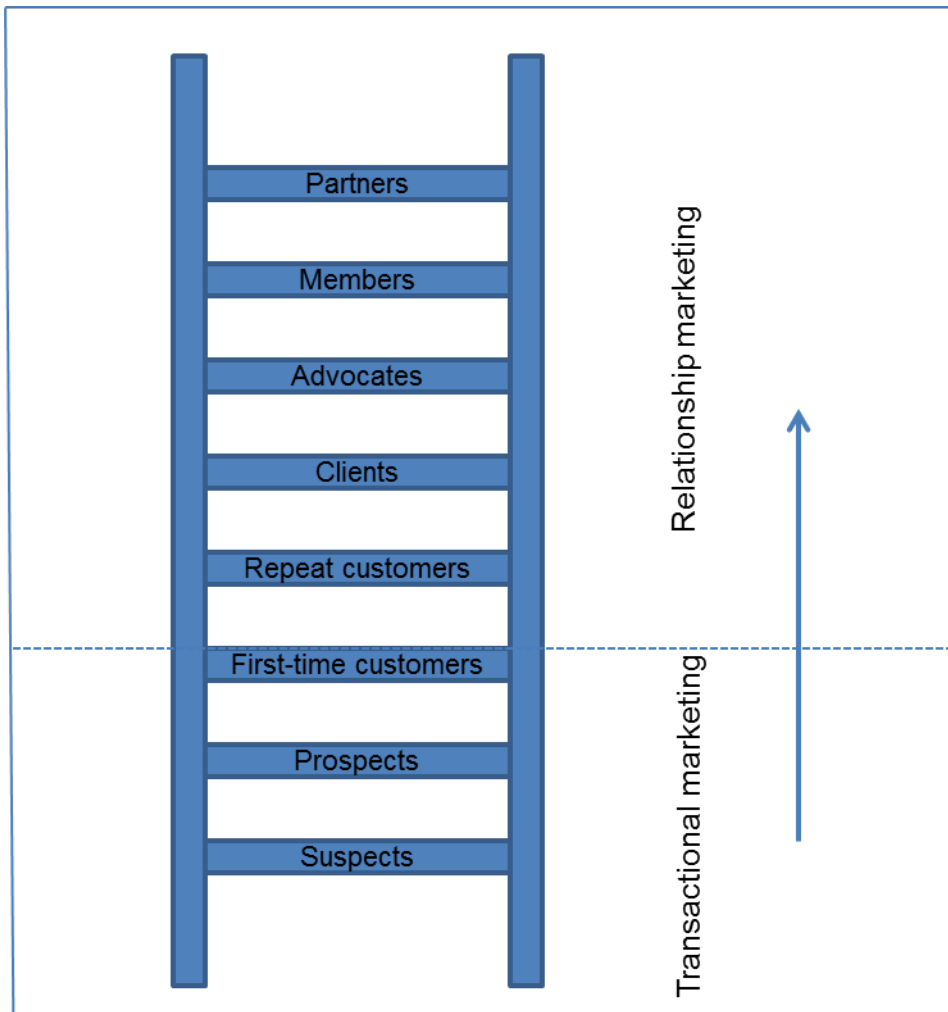 Partners
Members
Advocates
Clients
Repeat customers
First-time customers
Prospects
Suspects
Relationship marketing
Transactional marketing